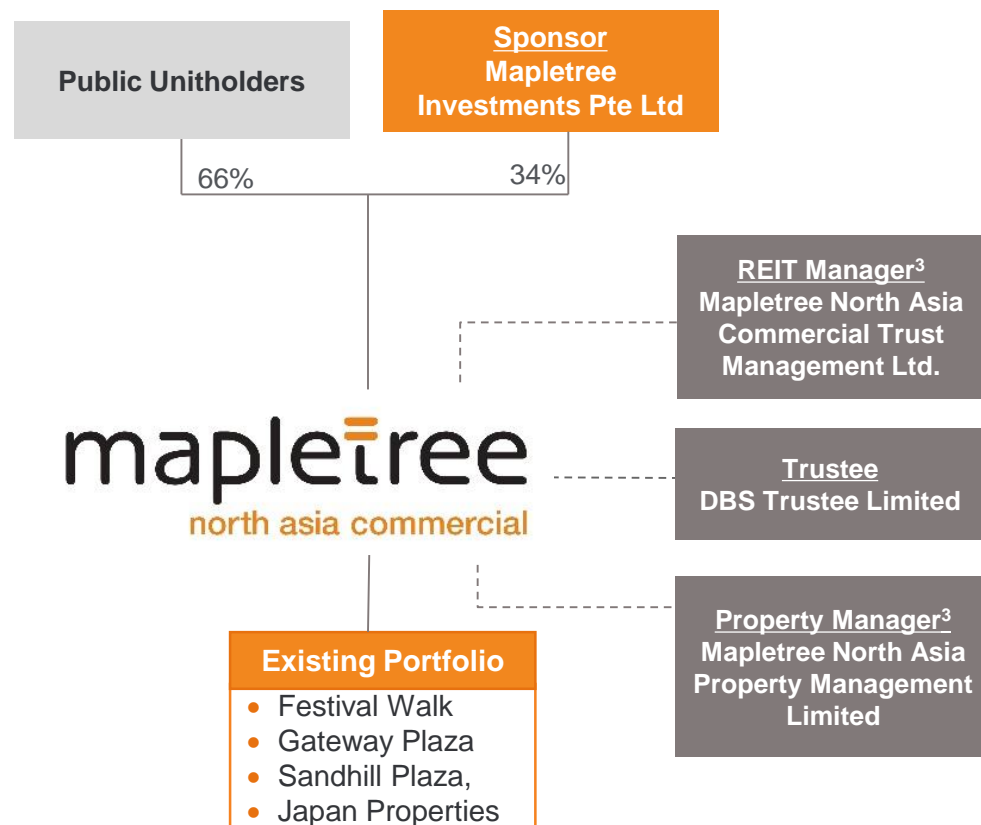 Public Unitholders
Sponsor
Mapletree
Investments Pte Ltd
66%
34%
REIT Manager³
Mapletree North Asia
Commercial Trust
Management Ltd.
mapletree
north asia commercial
Trustee
DBS Trustee Limited
Property Manager³
Mapletree North Asia
Property Management
Limited
Existing Portfolio
• Festival Walk
• Gateway Plaza
• Sandhill Plaza,
• Japan Properties